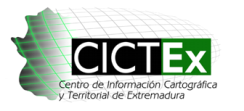 CICTEx
Centro de Información Cartográfica
y Territorial de Extremadura